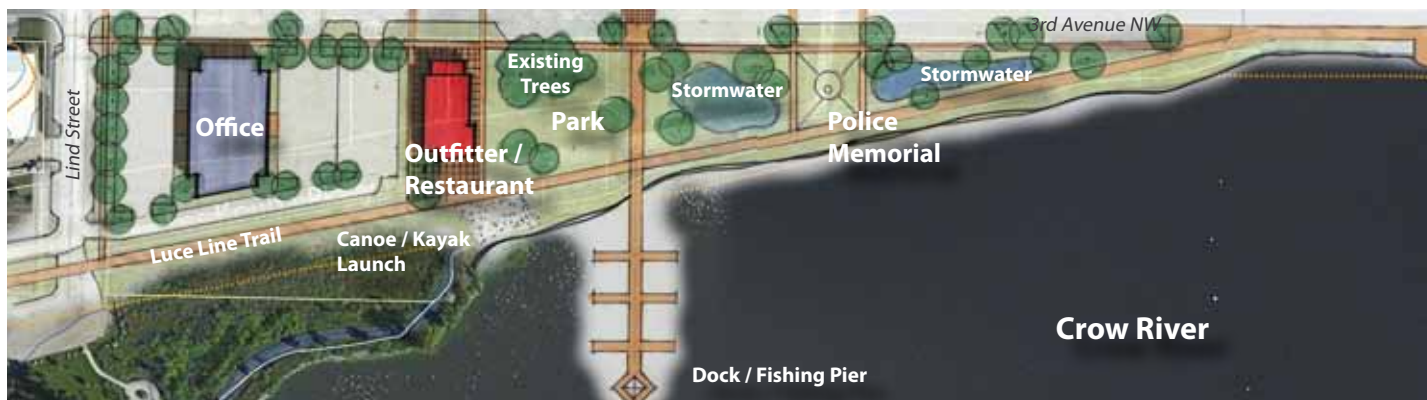 3rd Avenue NW
Existing
Trees
Stormwater
Stormwater
Lind Street
Office
Park
Police
Memorial
Outfitter /
Restaurant
Luce Line Trail
Canoe / Kayak
Launch
Crow River
Dock / Fishing Pier